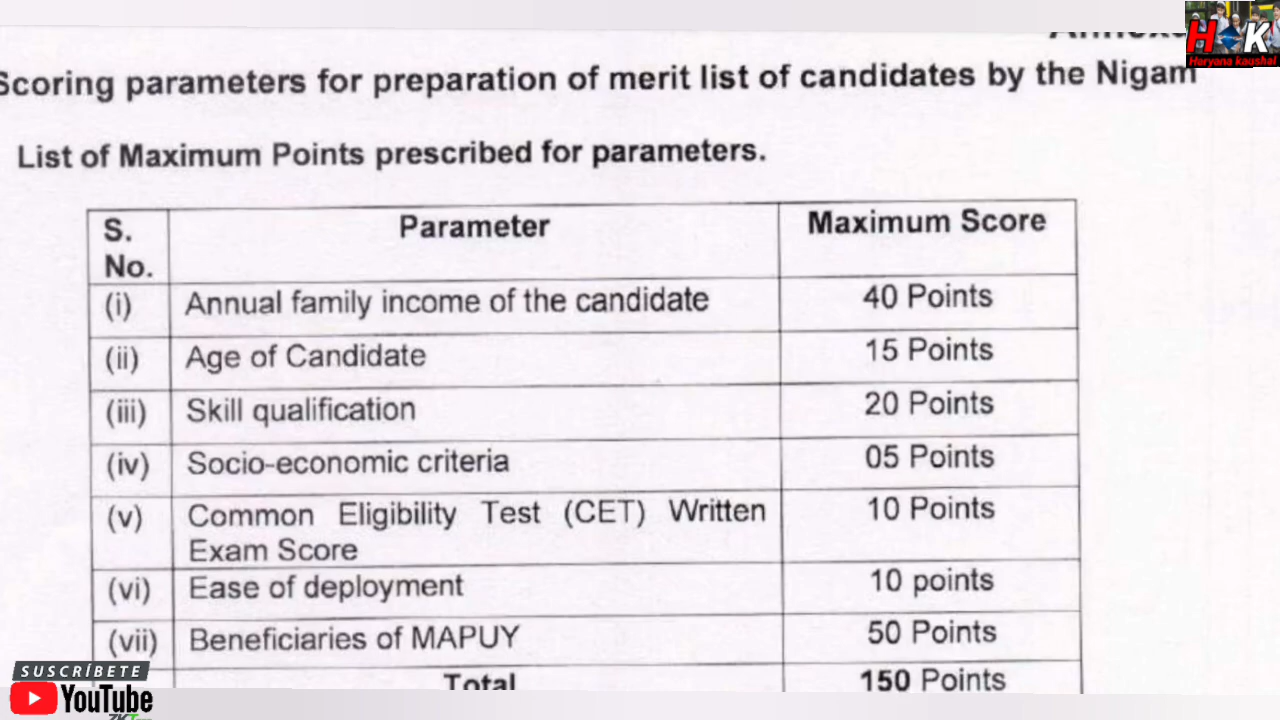 Scoring parameters for preparation of merit list of candidates by the Nigam
List of Maximum Points prescribed for parameters.
S. No. Parameter Maximum Score
(i) Annual family income of the candidate 40 Points
(ii) Age of Candidate 15 Points
(iii) Skill qualification 20 Points
(iv) Socio-economic criteria 05 Points
(v) Common Eligibility Test (CET) Written Exam Score 10 Points
(vi) Ease of deployment 10 points
(vii) Beneficiaries of MAPUY 50 Points
Total 150 Points
H K
Haryana kaushal
SUSCRÍBETE
YouTube